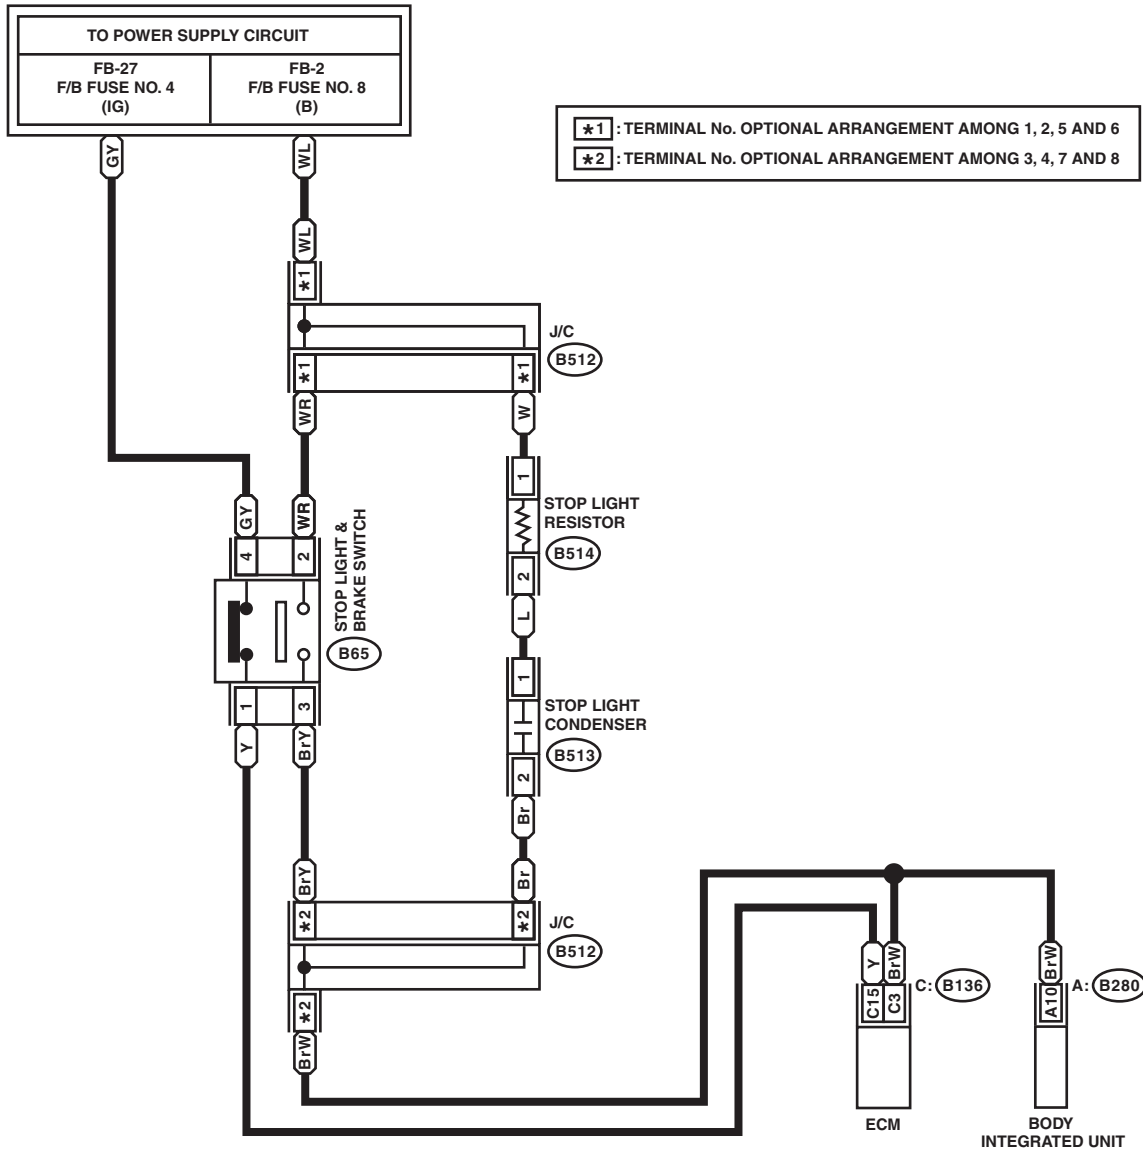 TO POWER SUPPLY CIRCUIT
FB-27
F/B FUSE NO. 4
(IG)
FB-2
F/B FUSE NO. 8
(B)
*1 : TERMINAL No. OPTIONAL ARRANGEMENT AMONG 1, 2, 5 AND 6
*2 : TERMINAL No. OPTIONAL ARRANGEMENT AMONG 3, 4, 7 AND 8
GY
WL
WL
*1
J/C
B512
*1
*1
WR
W
1
STOP LIGHT
RESISTOR
B514
2
L
GY
WR
4
2
STOP LIGHT &
BRAKE SWITCH
B65
1
3
Y
BrY
1
STOP LIGHT
CONDENSER
B513
2
Br
BrY
Br
*2
*2
J/C
B512
*2
BrW
Y
BrW
C15
C3
C: B136
ECM
BrW
A10
A: B280
BODY
INTEGRATED UNIT